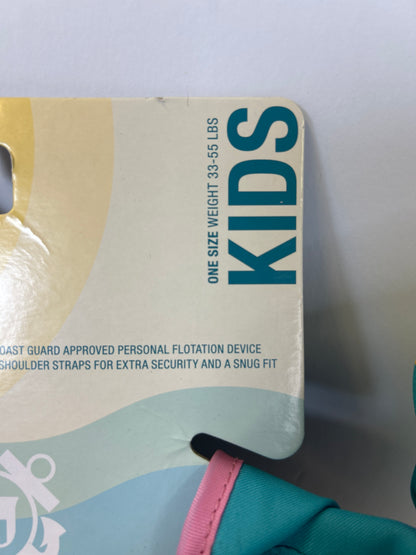 KIDS
ONE SIZE WEIGHT 33-55 LBS
GUARD APPROVED PERSONAL FLOTATION DEVICE
SHOULDER STRAPS FOR EXTRA SECURITY AND A SNUG FIT